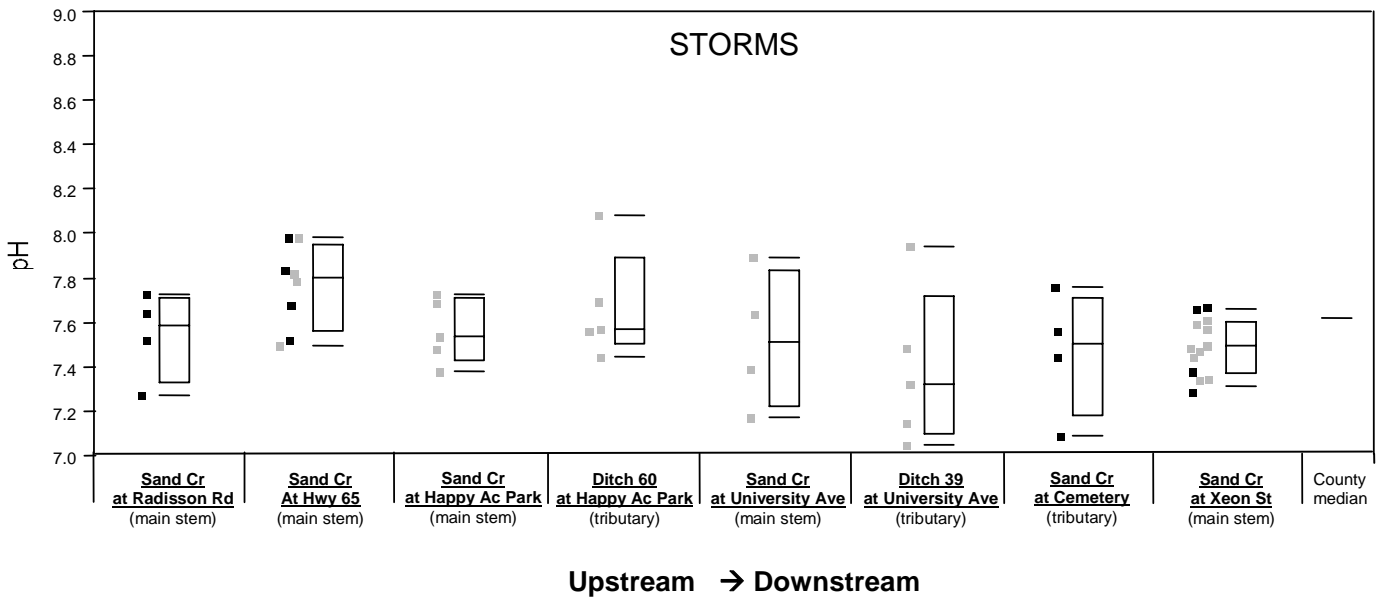 STORMS
9.0
8.8
8.6
8.4
8.2
8.0
7.8
7.6
7.4
7.2
7.0
pH
Sand Cr
at Radisson Rd
(main stem)
Sand Cr
At Hwy 65
(main stem)
Sand Cr
at Happy Ac Park
(main stem)
Ditch 60
at Happy Ac Park
(tributary)
Sand Cr
at University Ave
(main stem)
Ditch 39
at University Ave
(tributary)
Sand Cr
at Cemetery
(tributary)
Sand Cr
at Xeon St
(main stem)
County
median
Upstream → Downstream